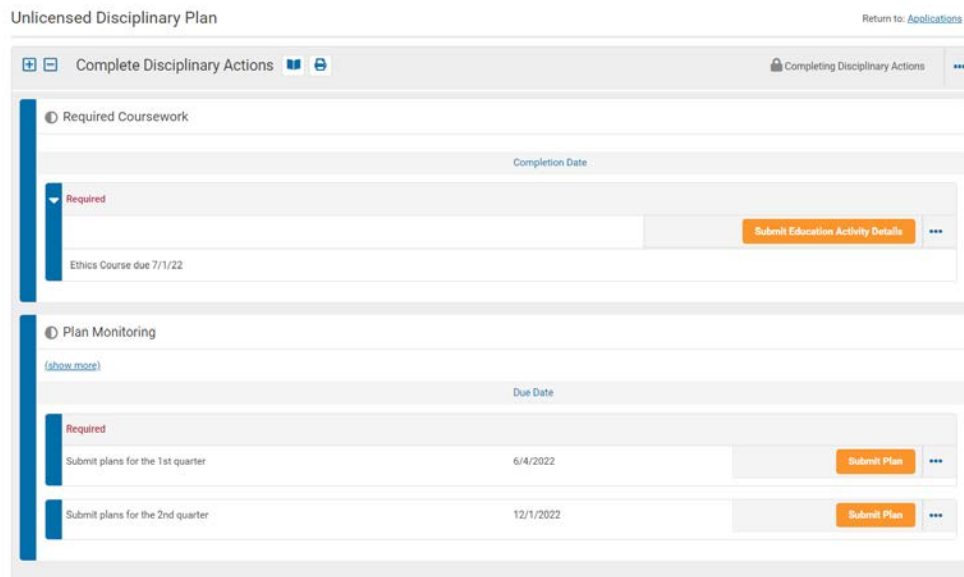 Unlicensed Disciplinary Plan
Return to: Applications
Complete Disciplinary Actions
Completing Disciplinary Actions
Required Coursework
Completion Date
Required
Submit Education Activity Details
Ethics Course due 7/1/22
Plan Monitoring
(show more)
Due Date
Required
Submit plans for the 1st quarter 6/4/2022 Submit Plan
Submit plans for the 2nd quarter 12/1/2022 Submit Plan